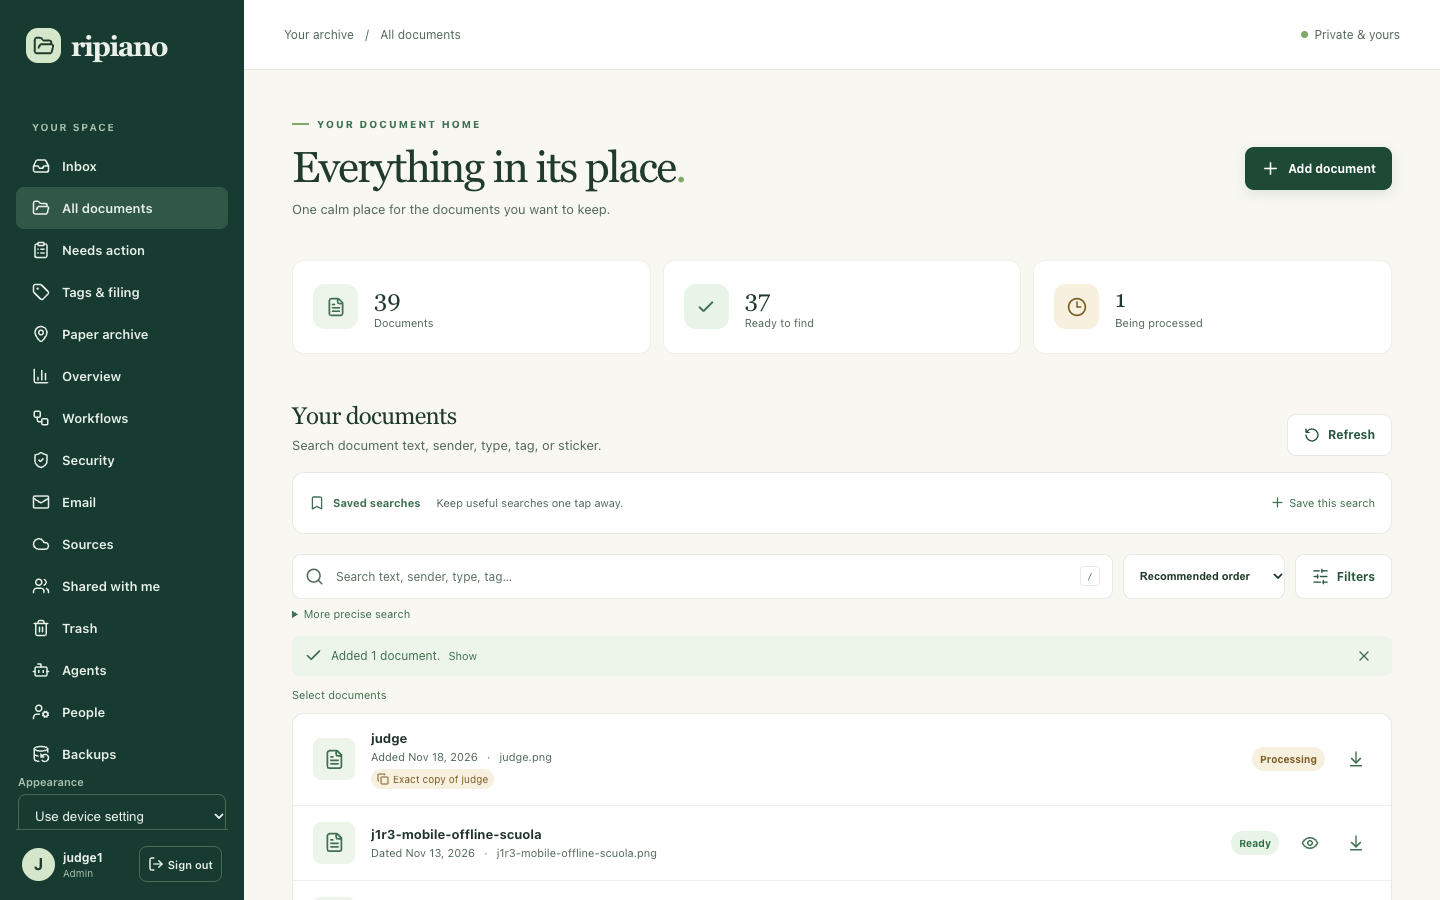 ripiano
YOUR SPACE
Inbox
All documents
Needs action
Tags & filing
Paper archive
Overview
Workflows
Security
Email
Sources
Shared with me
Trash
Agents
People
Backups
Appearance
Use device setting
J
judge1
Admin
Sign out
Your archive / All documents
Private & yours
YOUR DOCUMENT HOME
Everything in its place.
One calm place for the documents you want to keep.
Add document
39
Documents
37
Ready to find
1
Being processed
Your documents
Search document text, sender, type, tag, or sticker.
Refresh
Saved searches Keep useful searches one tap away.
Save this search
Search text, sender, type, tag...
/
Recommended order
Filters
More precise search
Added 1 document. Show
Select documents
judge
Added Nov 18, 2026 · judge.png
Exact copy of judge
Processing
j1r3-mobile-offline-scuola
Dated Nov 13, 2026 · j1r3-mobile-offline-scuola.png
Ready